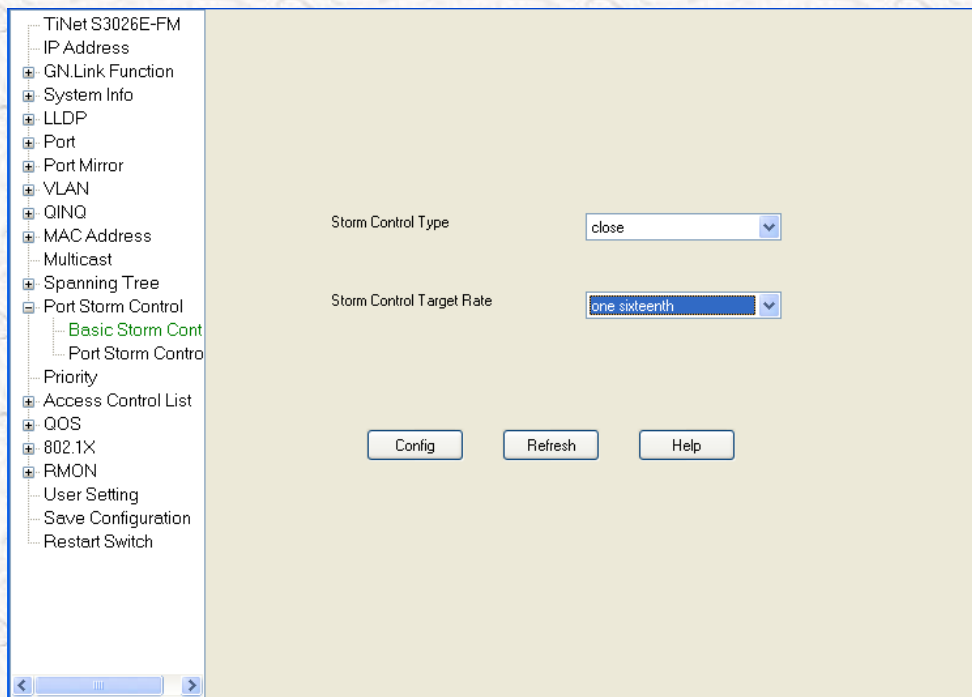 TiNet S3026E-FM
IP Address
GN.Link Function
System Info
LLDP
Port
Port Mirror
VLAN
QINQ
MAC Address
Multicast
Spanning Tree
Port Storm Control
Basic Storm Cont
Port Storm Contro
Priority
Access Control List
QOS
802.1X
RMON
User Setting
Save Configuration
Restart Switch
Storm Control Type
close
Storm Control Target Rate
one sixteenth
Config
Refresh
Help